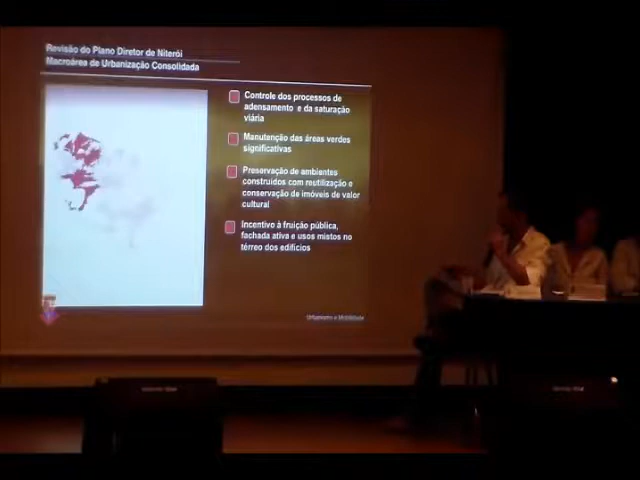 Revisão do Plano Diretor de Niterói
Macroárea de Urbanização Consolidada
Controle dos processos de
adensamento e da saturação
viária
Manutenção das áreas verdes
significativas
Preservação de ambientes
construídos com reutilização e
conservação de imóveis de valor
cultural
Incentivo à fruição pública,
fachada ativa e usos mistos no
térreo dos edifícios
Urbanismo e Mobilidade